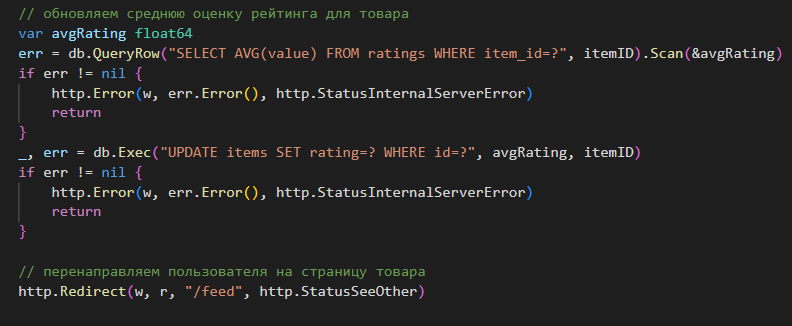 // обновляем среднюю оценку рейтинга для товара
var avgRating float64
err = db.QueryRow("SELECT AVG(value) FROM ratings WHERE item_id=?", itemID).Scan(&avgRating)
if err != nil {
    http.Error(w, err.Error(), http.StatusInternalServerError)
    return
}
_, err = db.Exec("UPDATE items SET rating=? WHERE id=?", avgRating, itemID)
if err != nil {
    http.Error(w, err.Error(), http.StatusInternalServerError)
    return
}

// перенаправляем пользователя на страницу товара
http.Redirect(w, r, "/feed", http.StatusSeeOther)